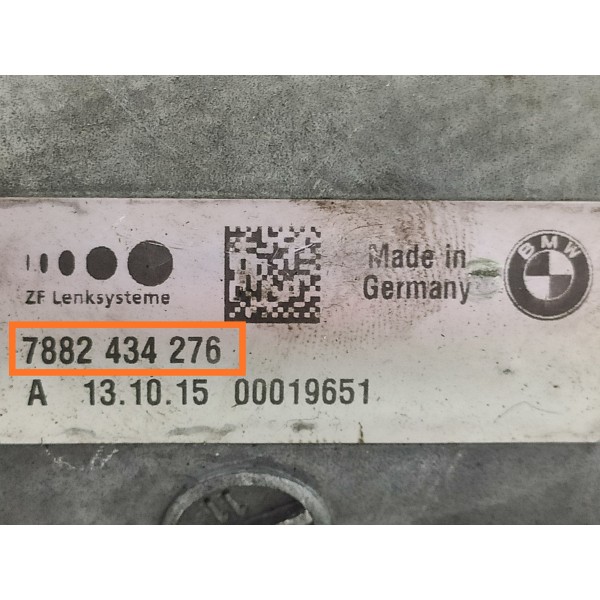 ZF Lenksysteme
Made in
Germany
BMW
7882 434 276
A 13.10.15 00019651